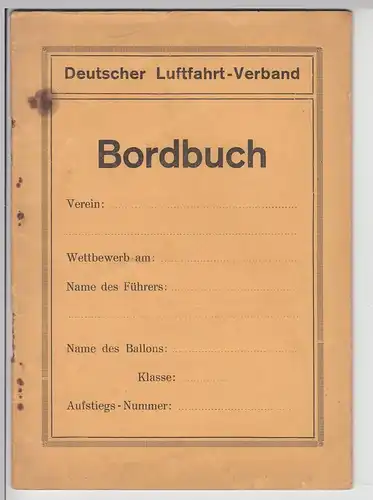 Deutscher Luftfahrt-Verband
Bordbuch
Verein:
Wettbewerb am:
Name des Führers:
Name des Ballons:
Klasse:
Aufstiegs-Nummer: